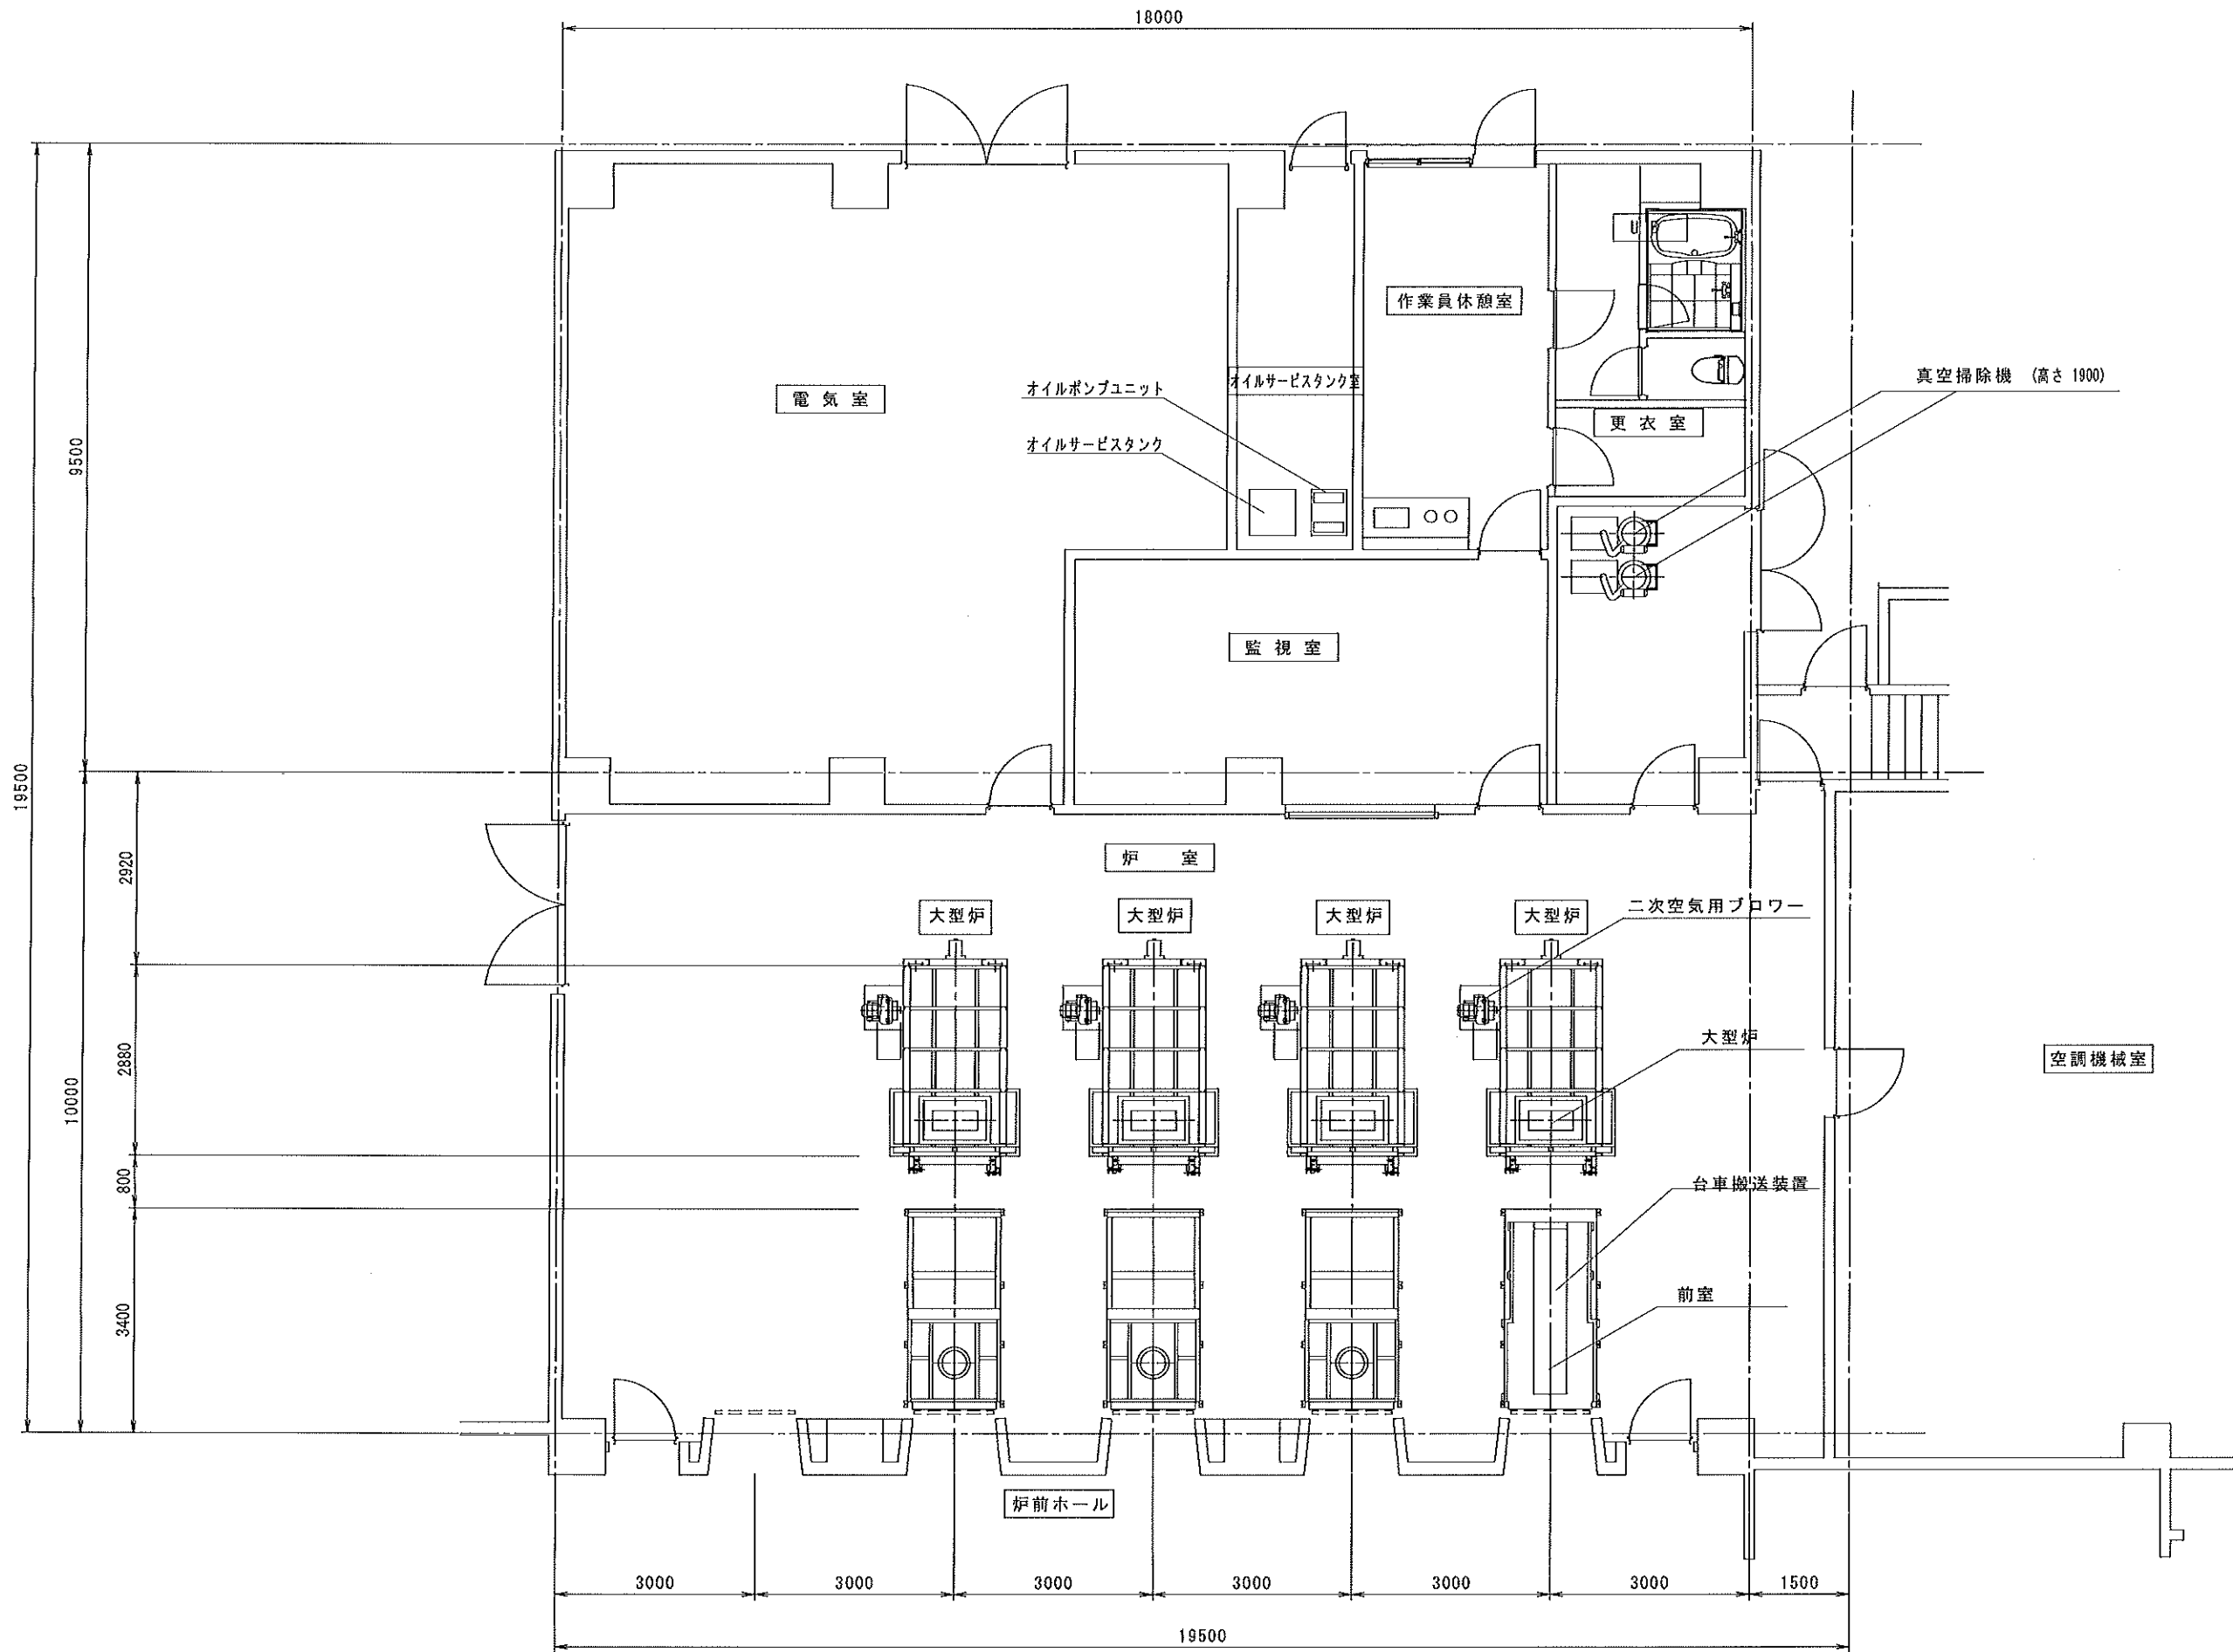 18000
作業員休憩室
オイルサービスタンク室
真空掃除機 (高さ 1900)
オイルポンプユニット
電気室
更衣室
オイルサービスタンク
9500
監視室
19500
炉 室
2920
大型炉
大型炉
大型炉
大型炉
二次空気用ブロワー
大型炉
2880
空調機械室
10000
800
台車搬送装置
前室
3400
炉前ホール
3000
3000
3000
3000
3000
3000
1500
19500